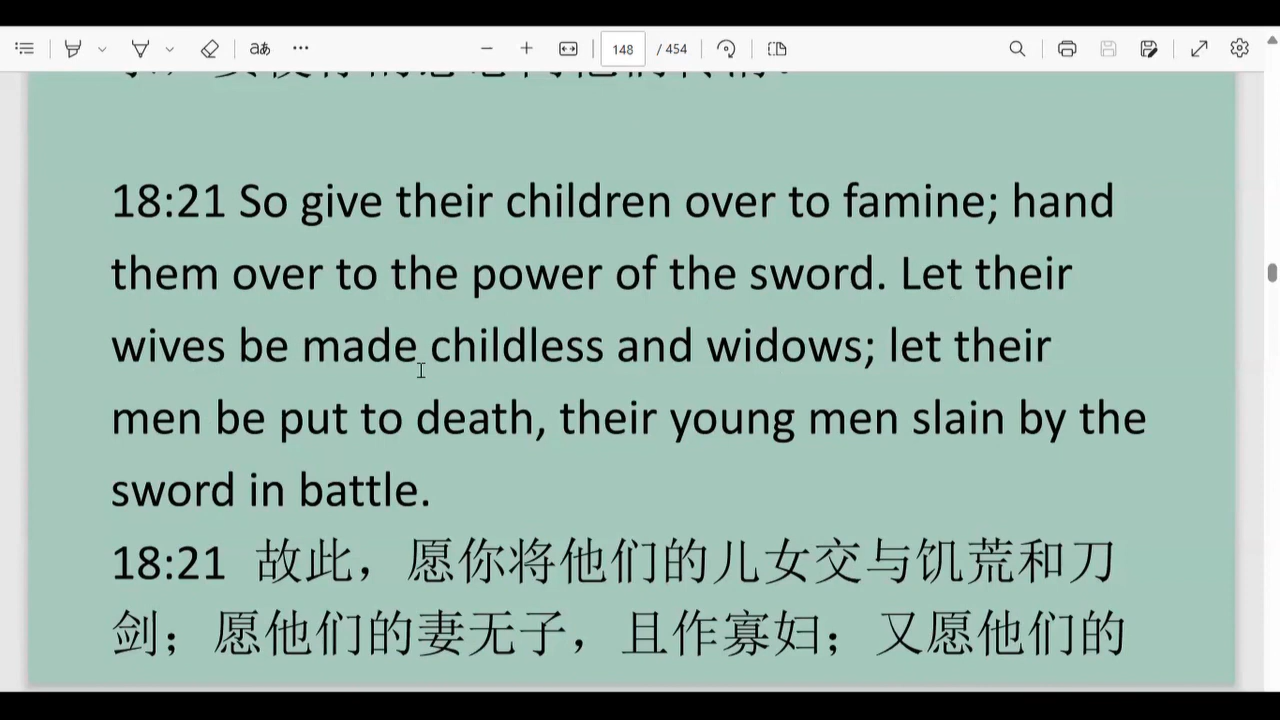 aあ
148
/ 454
18:21 So give their children over to famine; hand
them over to the power of the sword. Let their
wives be made childless and widows; let their
men be put to death, their young men slain by the
sword in battle.
18:21 故此，愿你将他们的儿女交与饥荒和刀
剑；愿他们的妻无子，且作寡妇；又愿他们的